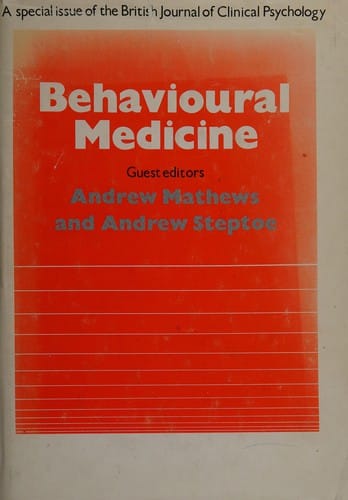 A special issue of the British Journal of Clinical Psychology
Behavioural
Medicine
Guest editors
Andrew Mathews
and Andrew Steptoe